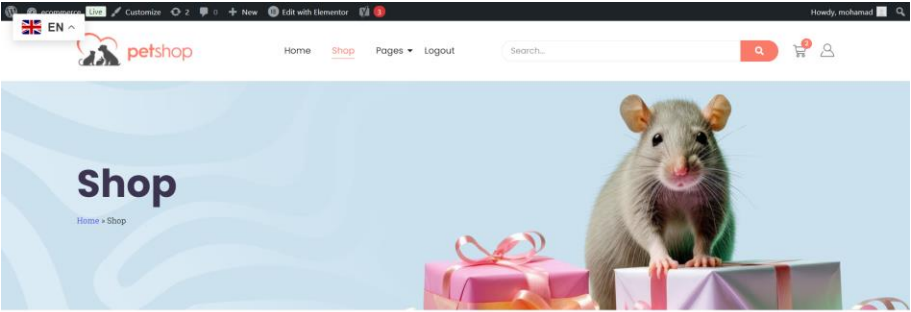 ecommerce Live Customize 2 0 New Edit with Elementor 3 Howdy, mohamad
EN
petshop Home Shop Pages Logout Search... 2
Shop
Home » Shop